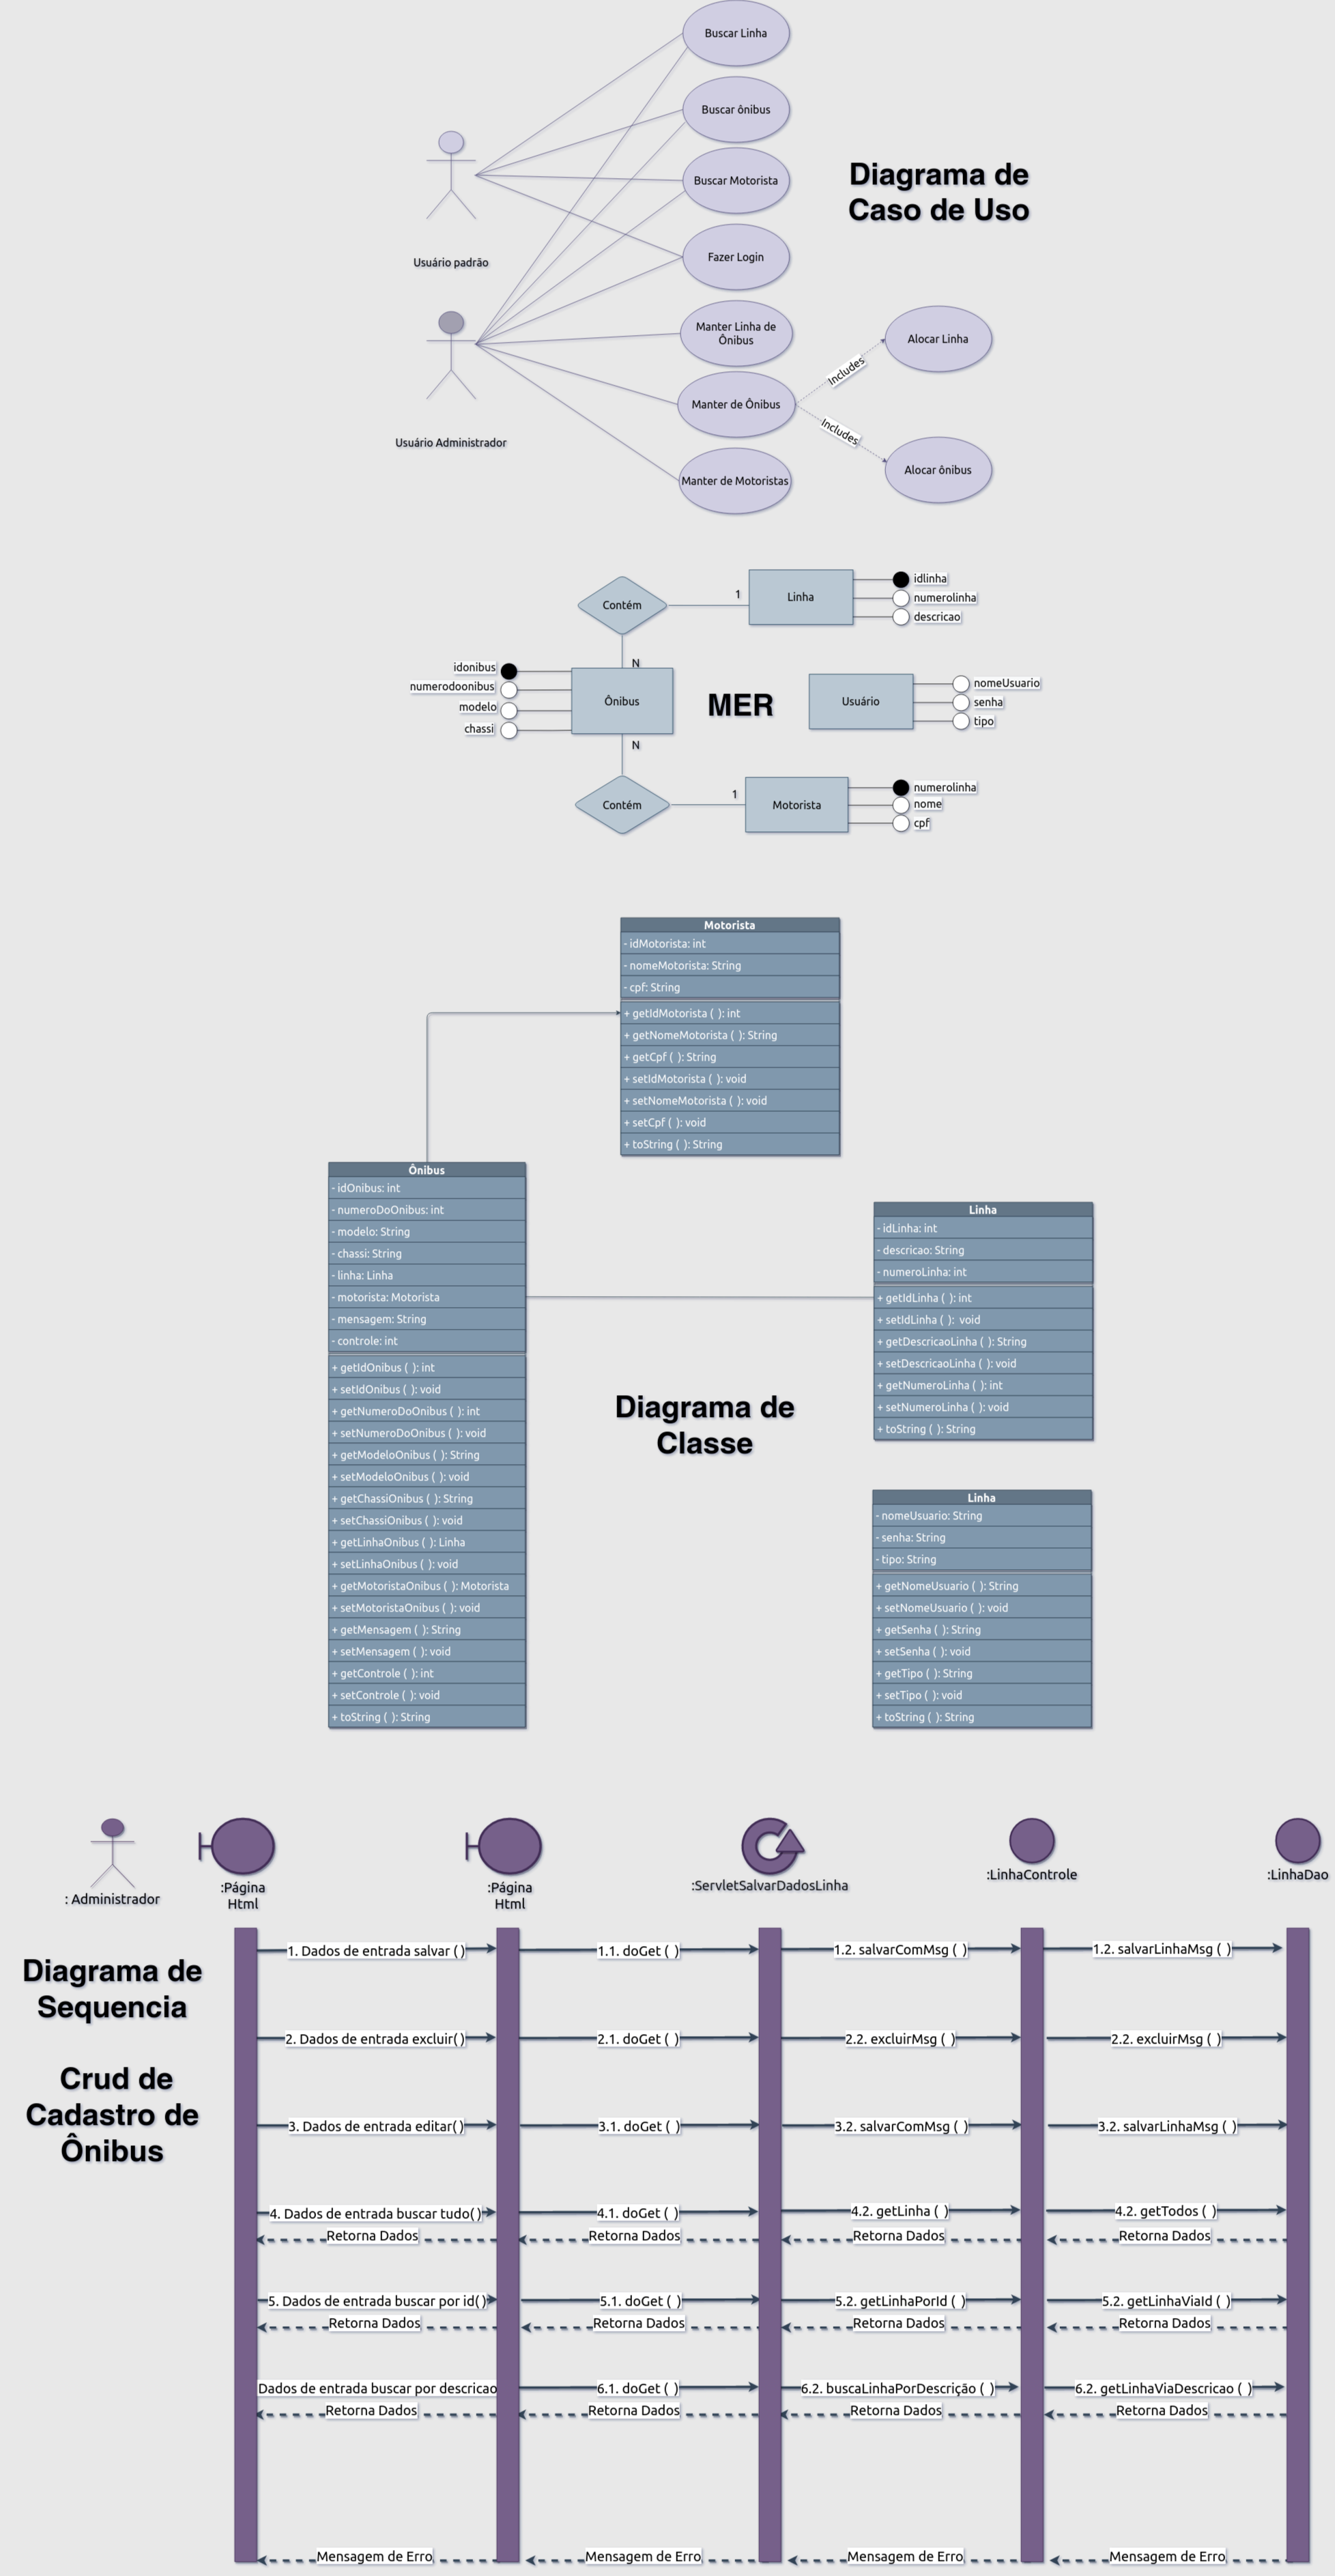 Buscar Linha
Buscar ônibus
Buscar Motorista
Diagrama de
Caso de Uso
Usuário padrão
Fazer Login
Manter Linha de
Ônibus
Alocar Linha
Includes
Manter de Ônibus
Includes
Usuário Administrador
Alocar ônibus
Manter de Motoristas
Contém
1
Linha
idlinha
numerolinha
descricao
N
idonibus
numerodoonibus
modelo
chassi
Ônibus
MER
Usuário
nomeUsuario
senha
tipo
N
Contém
1
Motorista
numerolinha
nome
cpf
Motorista
- idMotorista: int
- nomeMotorista: String
- cpf: String
+ getIdMotorista ( ): int
+ getNomeMotorista ( ): String
+ getCpf ( ): String
+ setIdMotorista ( ): void
+ setNomeMotorista ( ): void
+ setCpf ( ): void
+ toString ( ): String
Ônibus
- idOnibus: int
- numeroDoOnibus: int
- modelo: String
- chassi: String
- linha: Linha
- motorista: Motorista
- mensagem: String
- controle: int
+ getIdOnibus ( ): int
+ setIdOnibus ( ): void
+ getNumeroDoOnibus ( ): int
+ setNumeroDoOnibus ( ): void
+ getModeloOnibus ( ): String
+ setModeloOnibus ( ): void
+ getChassiOnibus ( ): String
+ setChassiOnibus ( ): void
+ getLinhaOnibus ( ): Linha
+ setLinhaOnibus ( ): void
+ getMotoristaOnibus ( ): Motorista
+ setMotoristaOnibus ( ): void
+ getMensagem ( ): String
+ setMensagem ( ): void
+ getControle ( ): int
+ setControle ( ): void
+ toString ( ): String
Linha
- idLinha: int
- descricao: String
- numeroLinha: int
+ getIdLinha ( ): int
+ setIdLinha ( ): void
+ getDescricaoLinha ( ): String
+ setDescricaoLinha ( ): void
+ getNumeroLinha ( ): int
+ setNumeroLinha ( ): void
+ toString ( ): String
Diagrama de
Classe
Linha
- nomeUsuario: String
- senha: String
- tipo: String
+ getNomeUsuario ( ): String
+ setNomeUsuario ( ): void
+ getSenha ( ): String
+ setSenha ( ): void
+ getTipo ( ): String
+ setTipo ( ): void
+ toString ( ): String
: Administrador
:Página
Html
:Página
Html
:ServletSalvarDadosLinha
:LinhaControle
:LinhaDao
Diagrama de
Sequencia
Crud de
Cadastro de
Ônibus
1. Dados de entrada salvar ()
1.1. doGet ( )
1.2. salvarComMsg ( )
1.2. salvarLinhaMsg ( )
2. Dados de entrada excluir()
2.1. doGet ( )
2.2. excluirMsg ( )
2.2. excluirMsg ( )
3. Dados de entrada editar()
3.1. doGet ( )
3.2. salvarComMsg ( )
3.2. salvarLinhaMsg ( )
4. Dados de entrada buscar tudo()
4.1. doGet ( )
4.2. getLinha ( )
4.2. getTodos ( )
Retorna Dados
Retorna Dados
Retorna Dados
Retorna Dados
5. Dados de entrada buscar por id()
5.1. doGet ( )
5.2. getLinhaPorId ( )
5.2. getLinhaViaId ( )
Retorna Dados
Retorna Dados
Retorna Dados
Retorna Dados
Dados de entrada buscar por descricao
6.1. doGet ( )
6.2. buscaLinhaPorDescrição ( )
6.2. getLinhaViaDescricao ( )
Retorna Dados
Retorna Dados
Retorna Dados
Retorna Dados
Mensagem de Erro
Mensagem de Erro
Mensagem de Erro
Mensagem de Erro